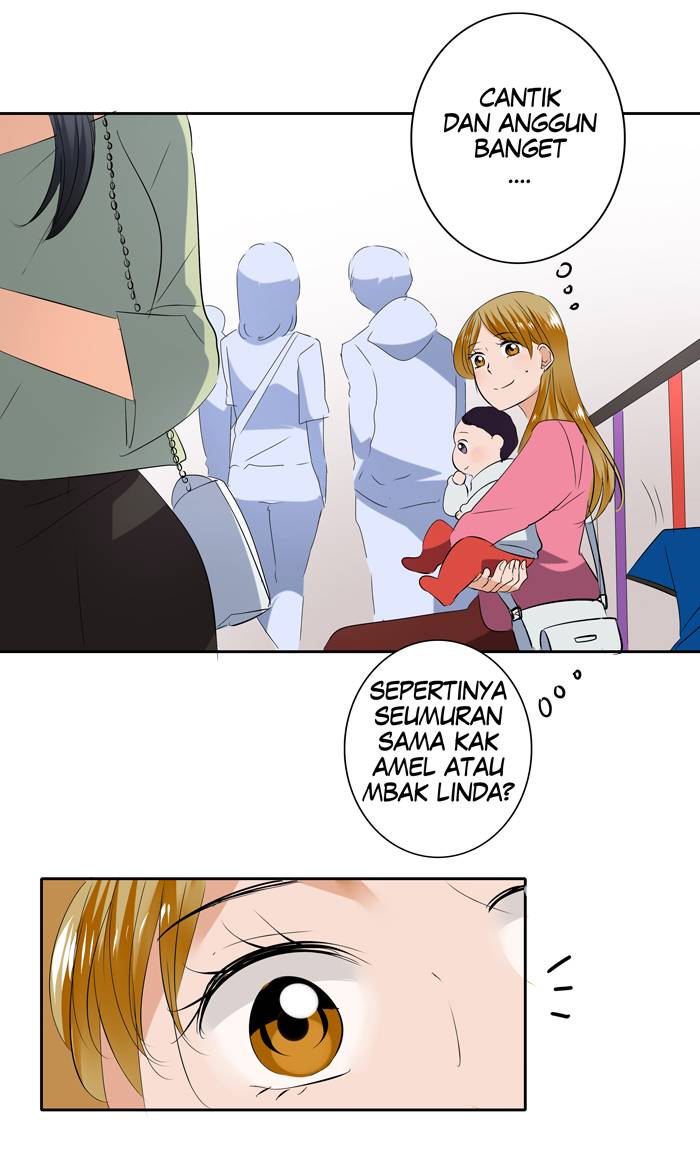 CANTIK
DAN ANGGUN
BANGET
....
SEPERTINYA
SEUMURAN
SAMA KAK
AMEL ATAU
MBAK LINDA?